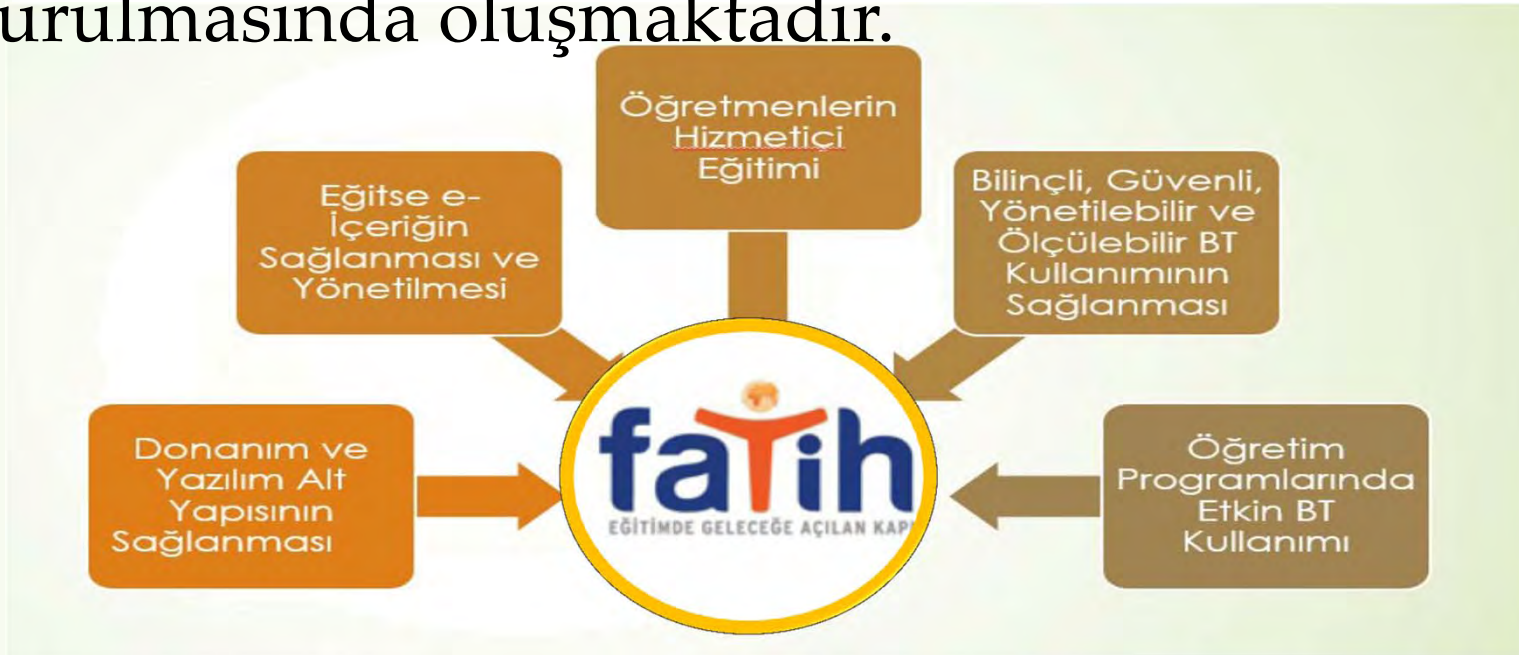 urulmasında oluşmaktadır.
Öğretmenlerin
Hizmetiçi
Eğitimi
Eğitse e-
İçeriğin
Sağlanması ve
Yönetilmesi
Bilinçli, Güvenli,
Yönetilebilir ve
Ölçülebilir BT
Kullanımının
Sağlanması
Donanım ve
Yazılım Alt
Yapısının
Sağlanması
fatih
EĞİTİMDE GELECEĞE AÇILAN KAPI
Öğretim
Programlarında
Etkin BT
Kullanımı